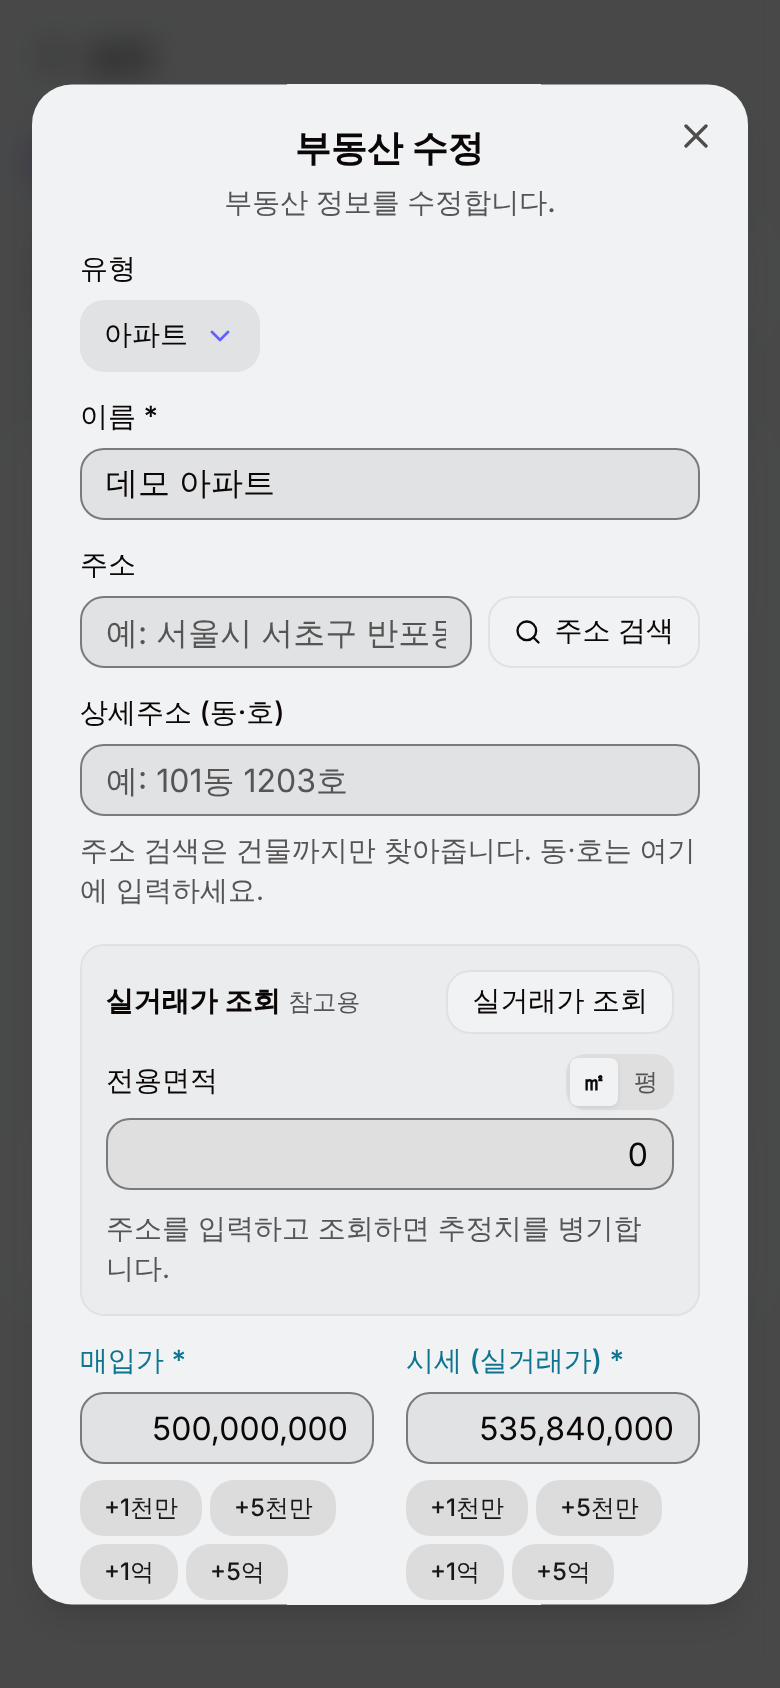 부동산 수정
부동산 정보를 수정합니다.
유형
아파트
이름 *
데모 아파트
주소
예: 서울시 서초구 반포
주소 검색
상세주소 (동·호)
예: 101동 1203호
주소 검색은 건물까지만 찾아줍니다. 동·호는 여기
에 입력하세요.
실거래가 조회 참고용
실거래가 조회
전용면적
㎡ 평
0
주소를 입력하고 조회하면 추정치를 병기합
니다.
매입가 * 시세 (실거래가) *
500,000,000 535,840,000
+1천만 +5천만 +1천만 +5천만
+1억 +5억 +1억 +5억